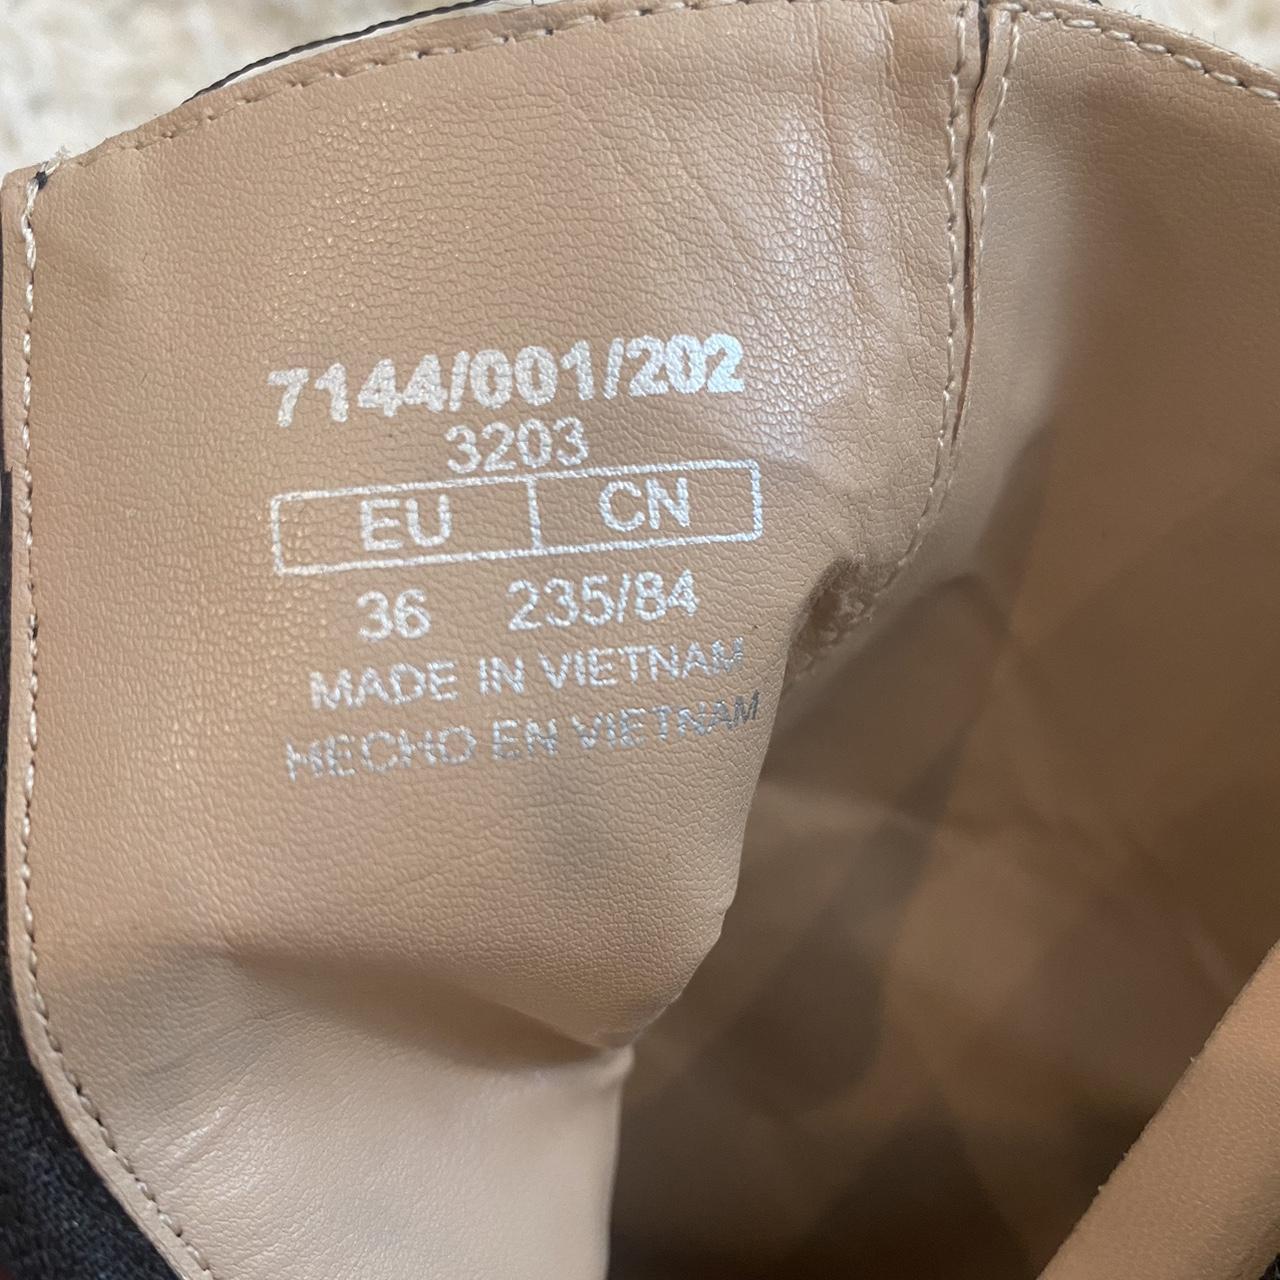 7144/001/202
3203
EU CN
36 235/84
MADE IN VIETNAM
HECHO EN VIETNAM